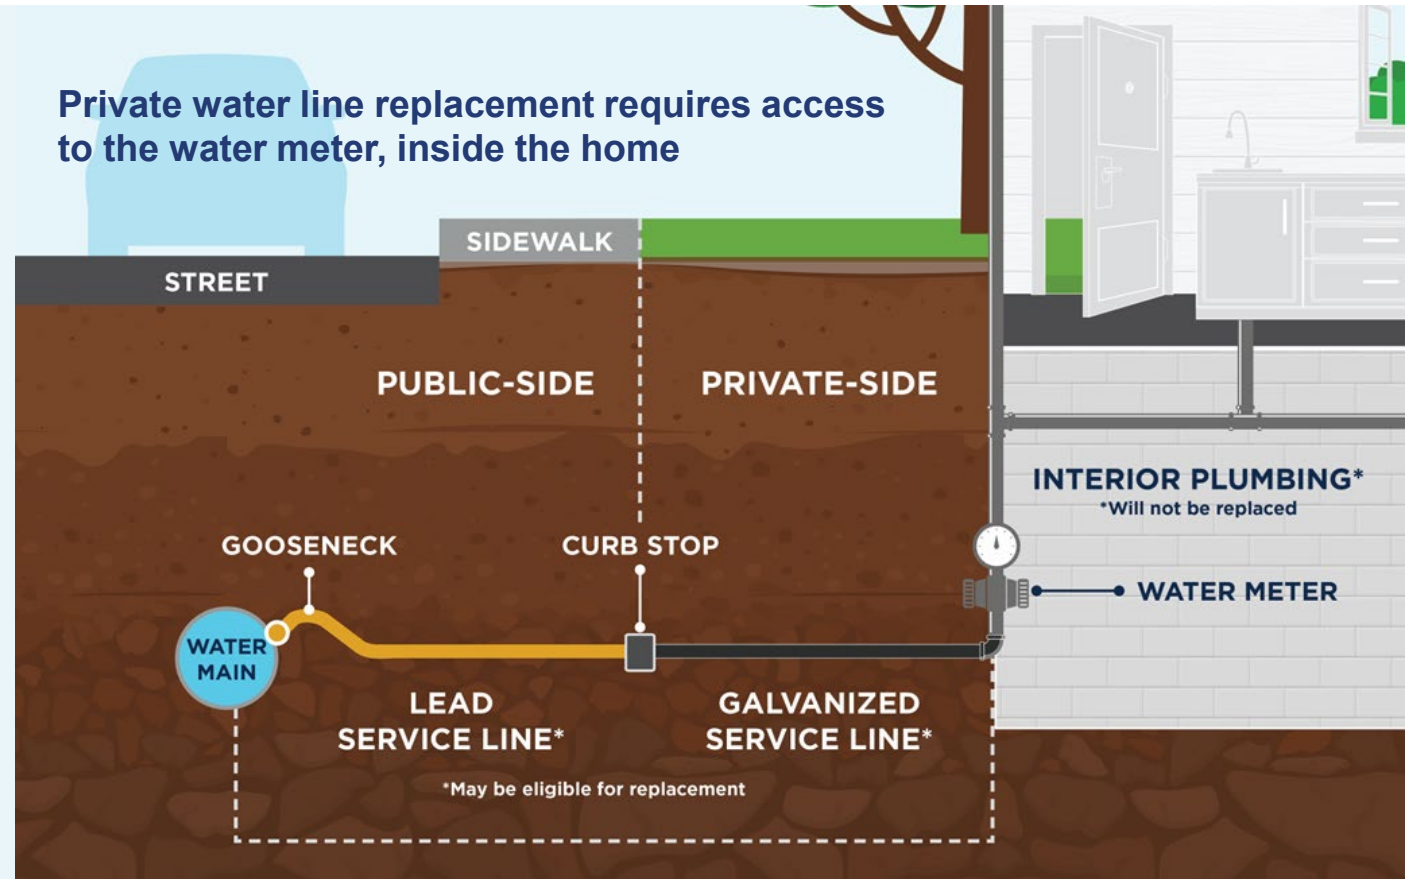 Private water line replacement requires access
to the water meter, inside the home
SIDEWALK
STREET
PUBLIC-SIDE
PRIVATE-SIDE
INTERIOR PLUMBING*
*Will not be replaced
GOOSENECK
CURB STOP
WATER METER
WATER
MAIN
LEAD
SERVICE LINE*
GALVANIZED
SERVICE LINE*
*May be eligible for replacement